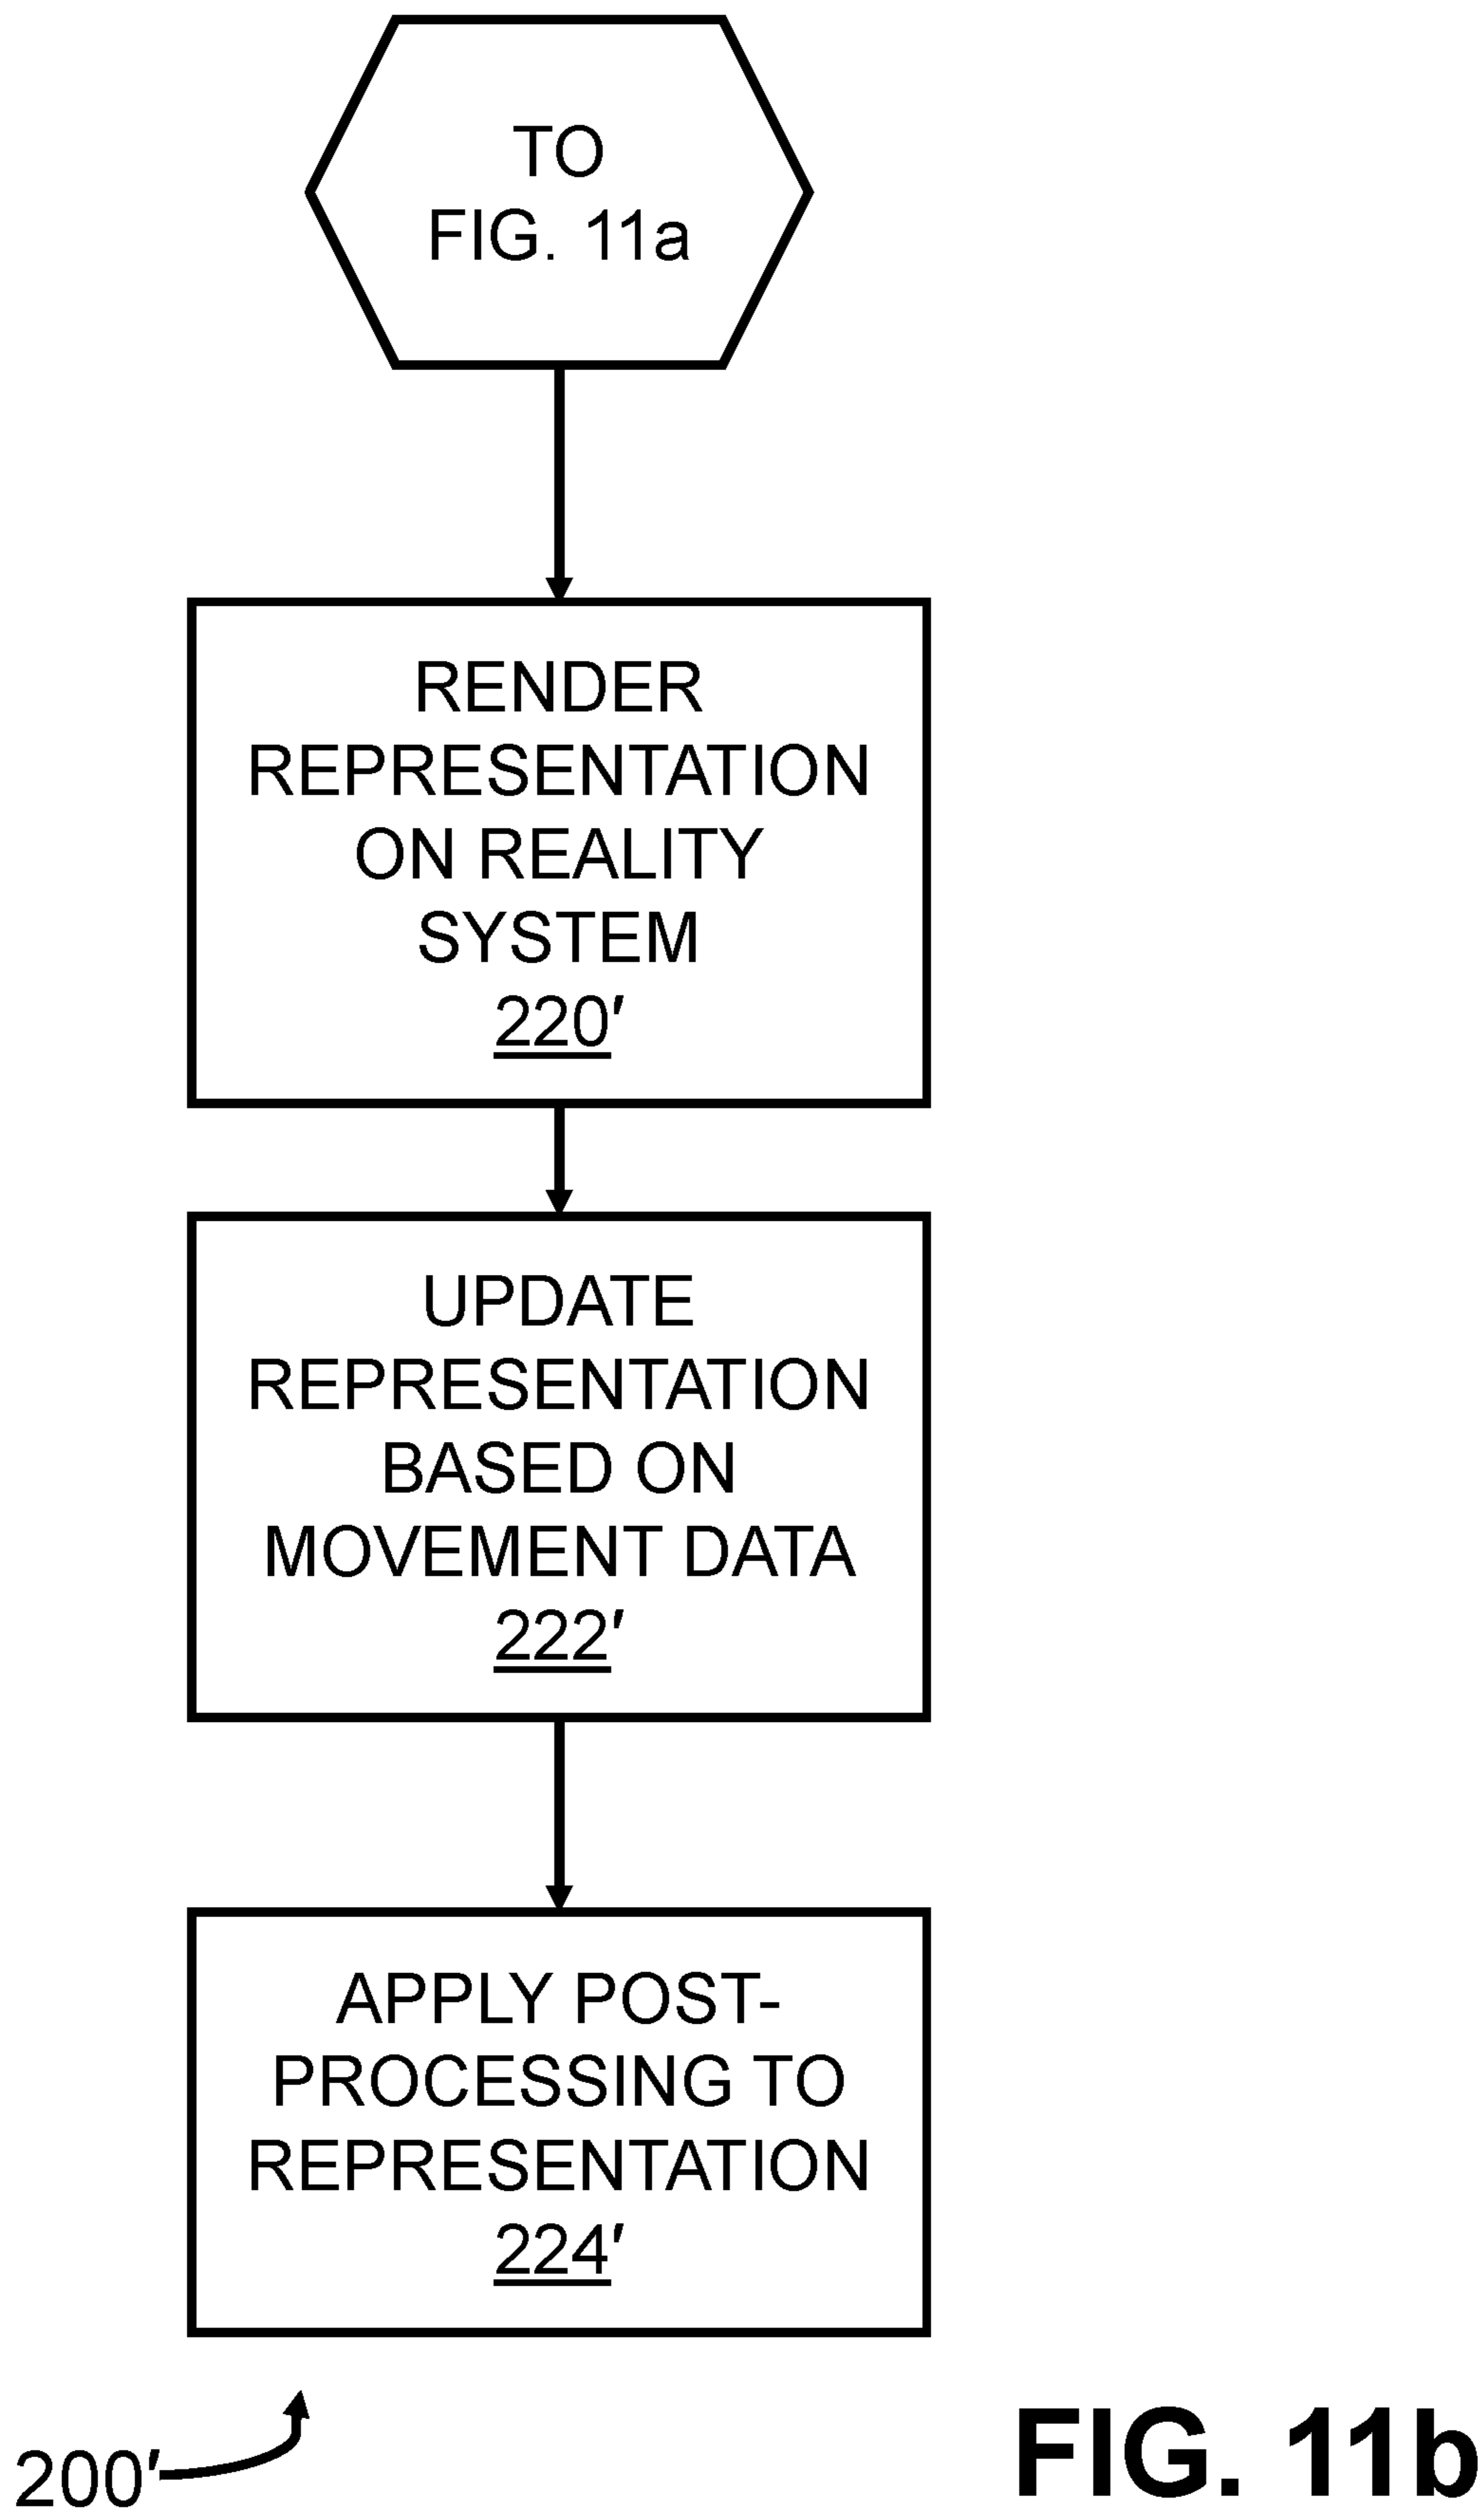 TO
FIG. 11a
RENDER
REPRESENTATION
ON REALITY
SYSTEM
220′
UPDATE
REPRESENTATION
BASED ON
MOVEMENT DATA
222′
APPLY POST-
PROCESSING TO
REPRESENTATION
224′
200′
FIG. 11b